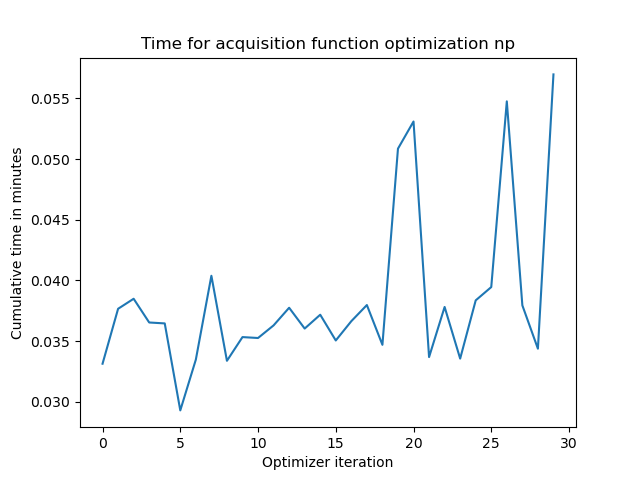 Time for acquisition function optimization np
Cumulative time in minutes
0.055
0.050
0.045
0.040
0.035
0.030
0 5 10 15 20 25 30
Optimizer iteration